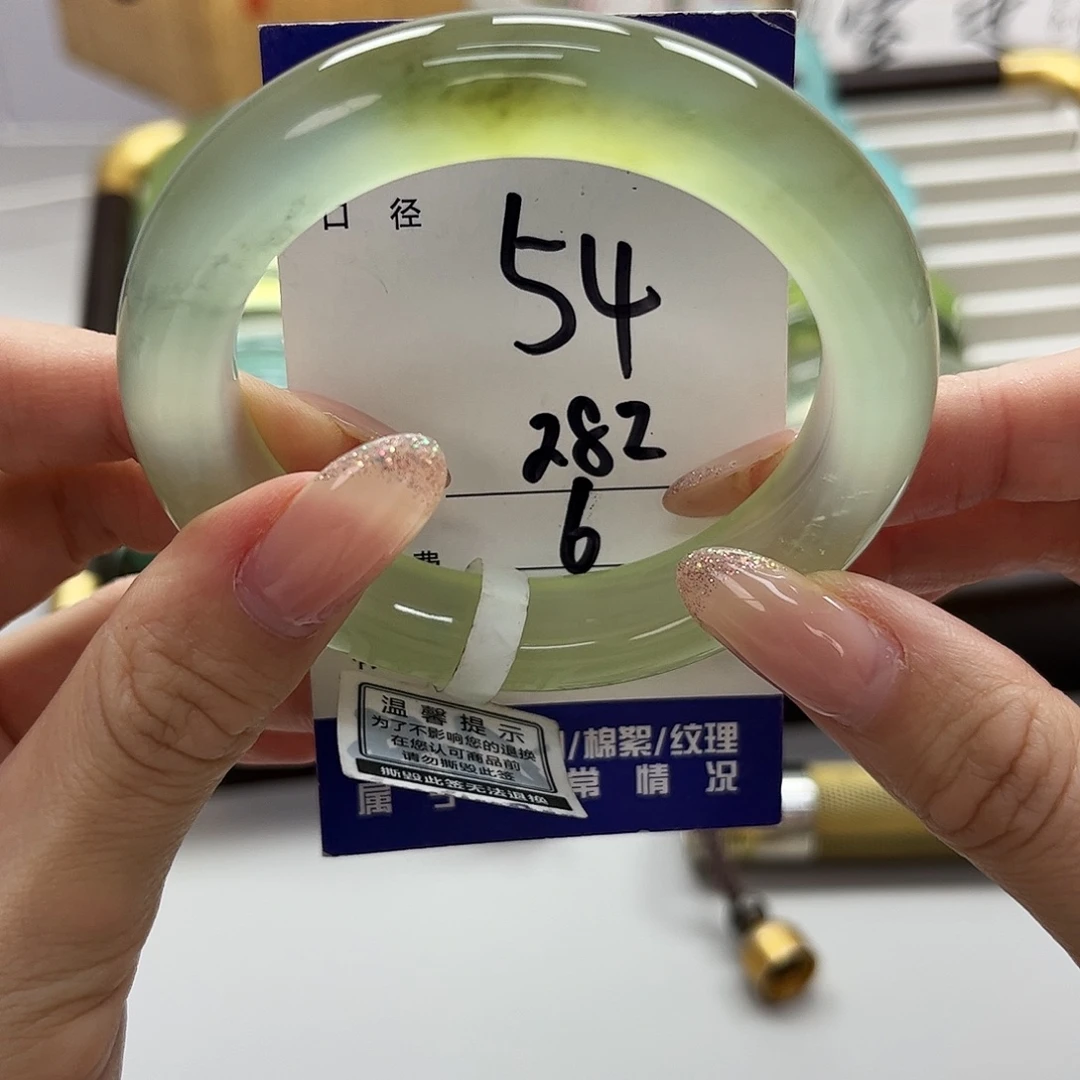 口径
54
282
6
费
温馨提示
为了不影响您的退换
在您认可商品前
请勿撕毁此签
撕毁此签无法退换
/棉絮/纹理
属
常情况